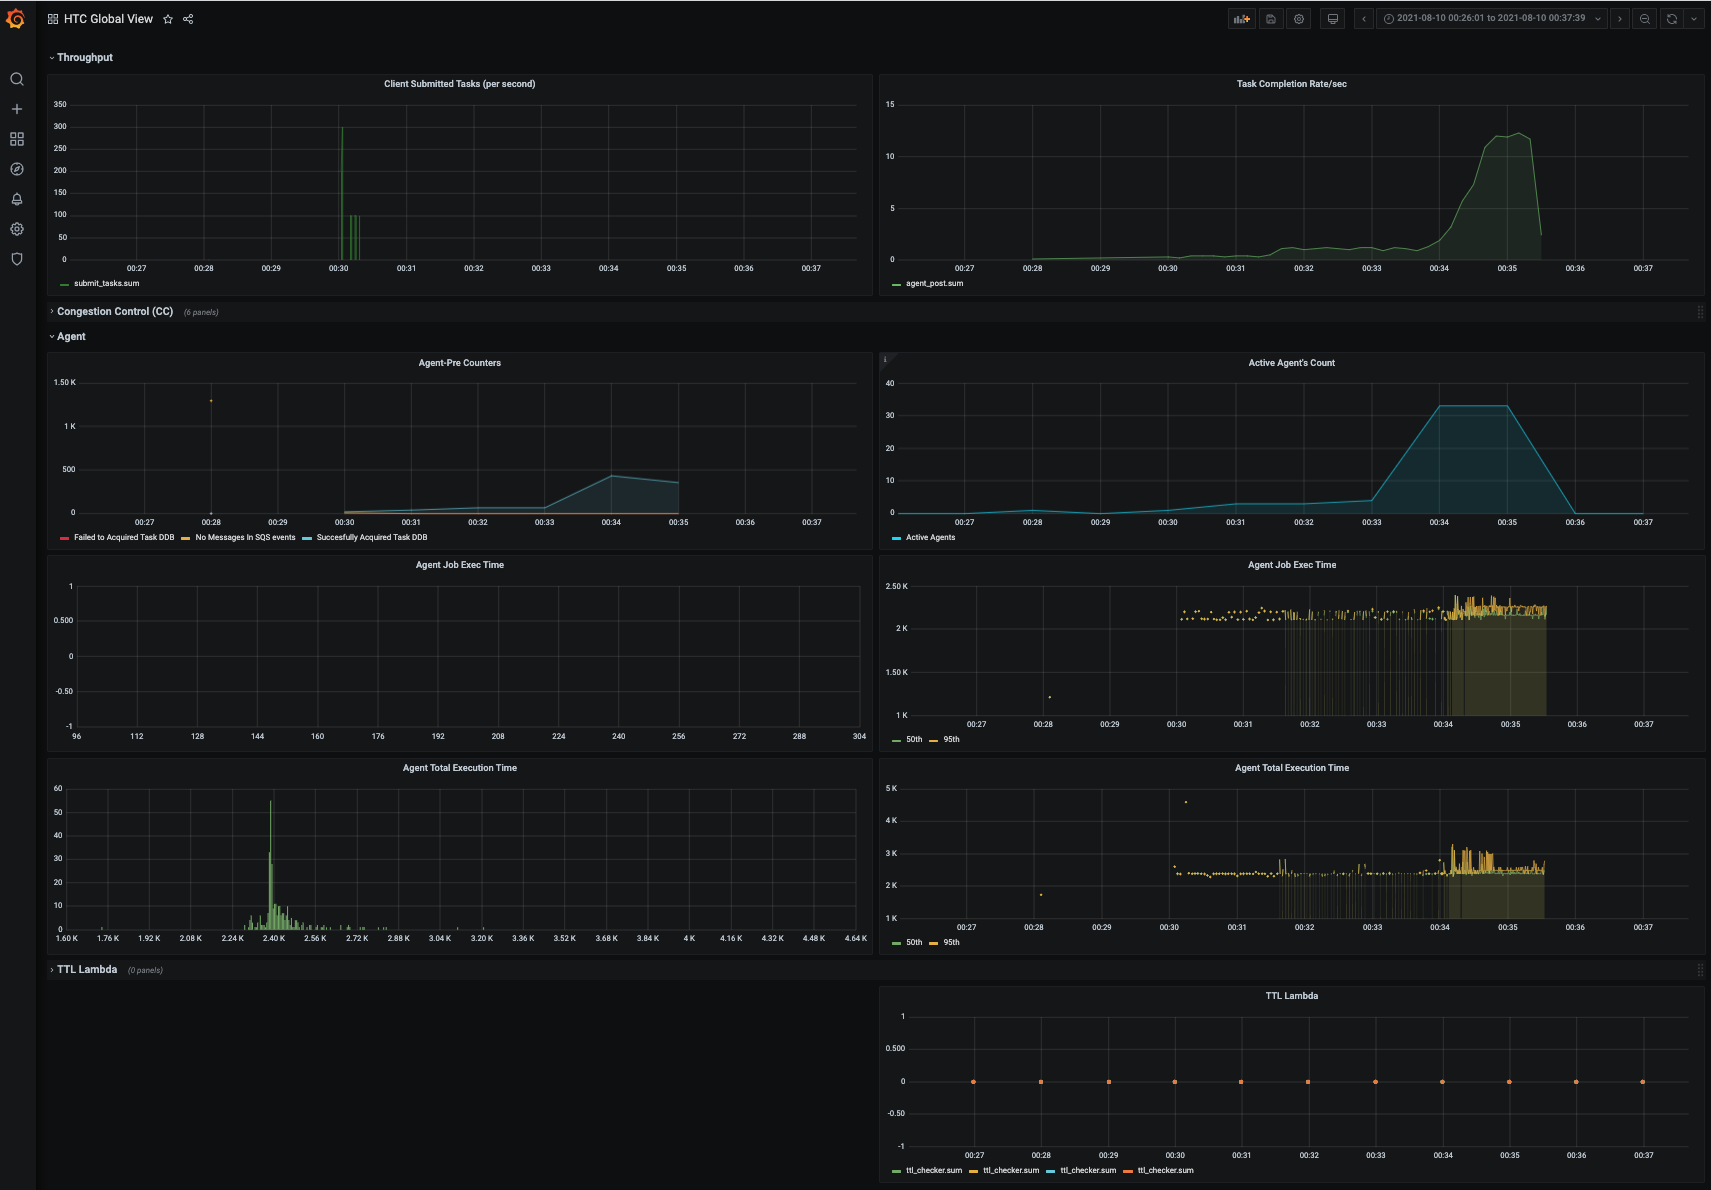 HTC Global View
2021-08-10 00:26:01 to 2021-08-10 00:37:39
Throughput
Client Submitted Tasks (per second)
350
300
250
200
150
100
50
0
00:27 00:28 00:29 00:30 00:31 00:32 00:33 00:34 00:35 00:36 00:37
submit_tasks.sum
Task Completion Rate/sec
15
10
5
0
00:27 00:28 00:29 00:30 00:31 00:32 00:33 00:34 00:35 00:36 00:37
agent_post.sum
Congestion Control (CC) (6 panels)
Agent
Agent-Pre Counters
1.50 K
1 K
500
0
00:27 00:28 00:29 00:30 00:31 00:32 00:33 00:34 00:35 00:36 00:37
Failed to Acquired Task DDB No Messages In SQS events Succesfully Acquired Task DDB
i
Active Agent's Count
40
30
20
10
0
00:27 00:28 00:29 00:30 00:31 00:32 00:33 00:34 00:35 00:36 00:37
Active Agents
Agent Job Exec Time
1
0.500
0
-0.50
-1
96 112 128 144 160 176 192 208 224 240 256 272 288 304
Agent Job Exec Time
2.50 K
2 K
1.50 K
1 K
00:27 00:28 00:29 00:30 00:31 00:32 00:33 00:34 00:35 00:36 00:37
50th 95th
Agent Total Execution Time
60
50
40
30
20
10
0
1.60 K 1.76 K 1.92 K 2.08 K 2.24 K 2.40 K 2.56 K 2.72 K 2.88 K 3.04 K 3.20 K 3.36 K 3.52 K 3.68 K 3.84 K 4 K 4.16 K 4.32 K 4.48 K 4.64 K
Agent Total Execution Time
5 K
4 K
3 K
2 K
1 K
00:27 00:28 00:29 00:30 00:31 00:32 00:33 00:34 00:35 00:36 00:37
50th 95th
TTL Lambda (0 panels)
TTL Lambda
1
0.500
0
-0.50
-1
00:27 00:28 00:29 00:30 00:31 00:32 00:33 00:34 00:35 00:36 00:37
ttl_checker.sum ttl_checker.sum ttl_checker.sum ttl_checker.sum